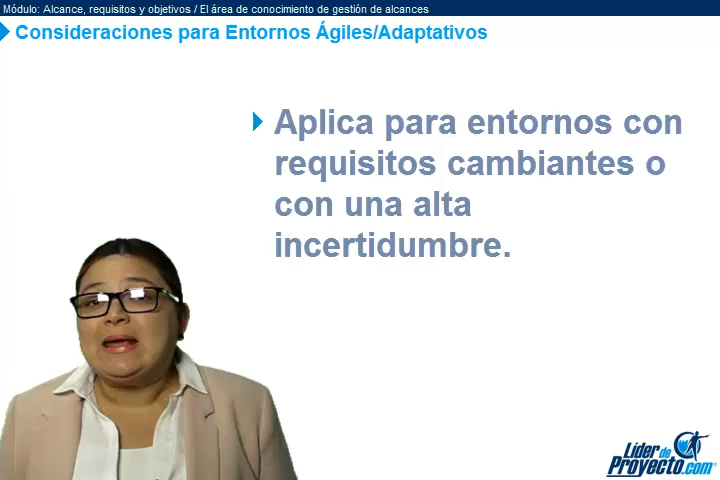 Módulo: Alcance, requisitos y objetivos / El área de conocimiento de gestión de alcances
Consideraciones para Entornos Ágiles/Adaptativos
Aplica para entornos con
requisitos cambiantes o
con una alta
incertidumbre.
Líder de
Proyecto.com